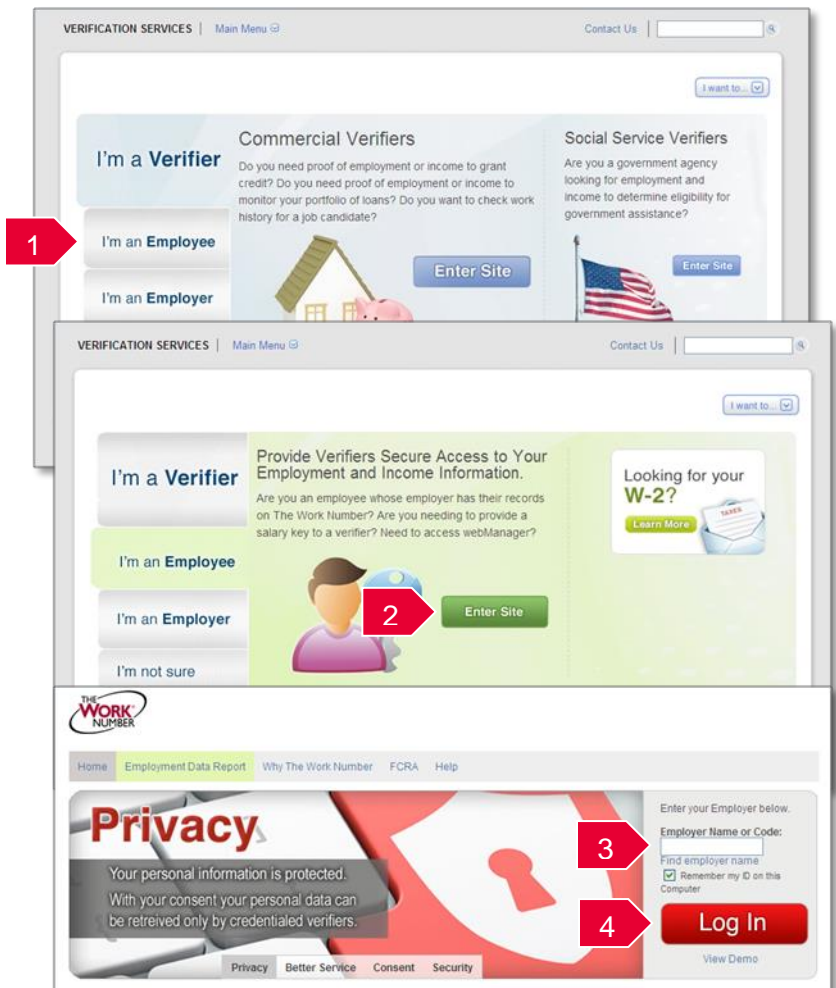 VERIFICATION SERVICES | Main Menu
Contact Us
I want to...
I'm a Verifier
Commercial Verifiers
Do you need proof of employment or income to grant
credit? Do you need proof of employment or income to
monitor your portfolio of loans? Do you want to check work
history for a job candidate?
Enter Site
Social Service Verifiers
Are you a government agency
looking for employment and
income to determine eligibility for
government assistance?
Enter Site
1
I'm an Employee
I'm an Employer
VERIFICATION SERVICES | Main Menu
Contact Us
I want to...
I'm a Verifier
Provide Verifiers Secure Access to Your
Employment and Income Information.
Are you an employee whose employer has their records
on The Work Number? Are you needing to provide a
salary key to a verifier? Need to access webManager?
Looking for your
W-2?
Learn More
TAXES
I'm an Employee
I'm an Employer
I'm not sure
2
Enter Site
THE
WORK
NUMBER
Home Employment Data Report Why The Work Number FCRA Help
Privacy
Your personal information is protected.
With your consent your personal data can
be retreived only by credentialed verifiers.
Privacy Better Service Consent Security
Enter your Employer below.
Employer Name or Code:
3
Find employer name
Remember my ID on this
Computer
4
Log In
View Demo